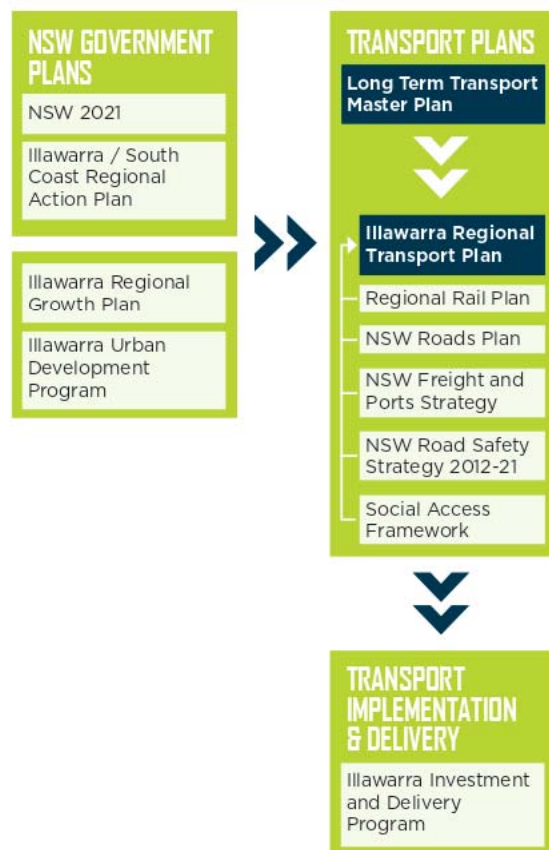 NSW GOVERNMENT
PLANS
NSW 2021
Illawarra / South
Coast Regional
Action Plan
Illawarra Regional
Growth Plan
Illawarra Urban
Development
Program
TRANSPORT PLANS
Long Term Transport
Master Plan
Illawarra Regional
Transport Plan
Regional Rail Plan
NSW Roads Plan
NSW Freight and
Ports Strategy
NSW Road Safety
Strategy 2012-21
Social Access
Framework
TRANSPORT
IMPLEMENTATION
& DELIVERY
Illawarra Investment
and Delivery
Program